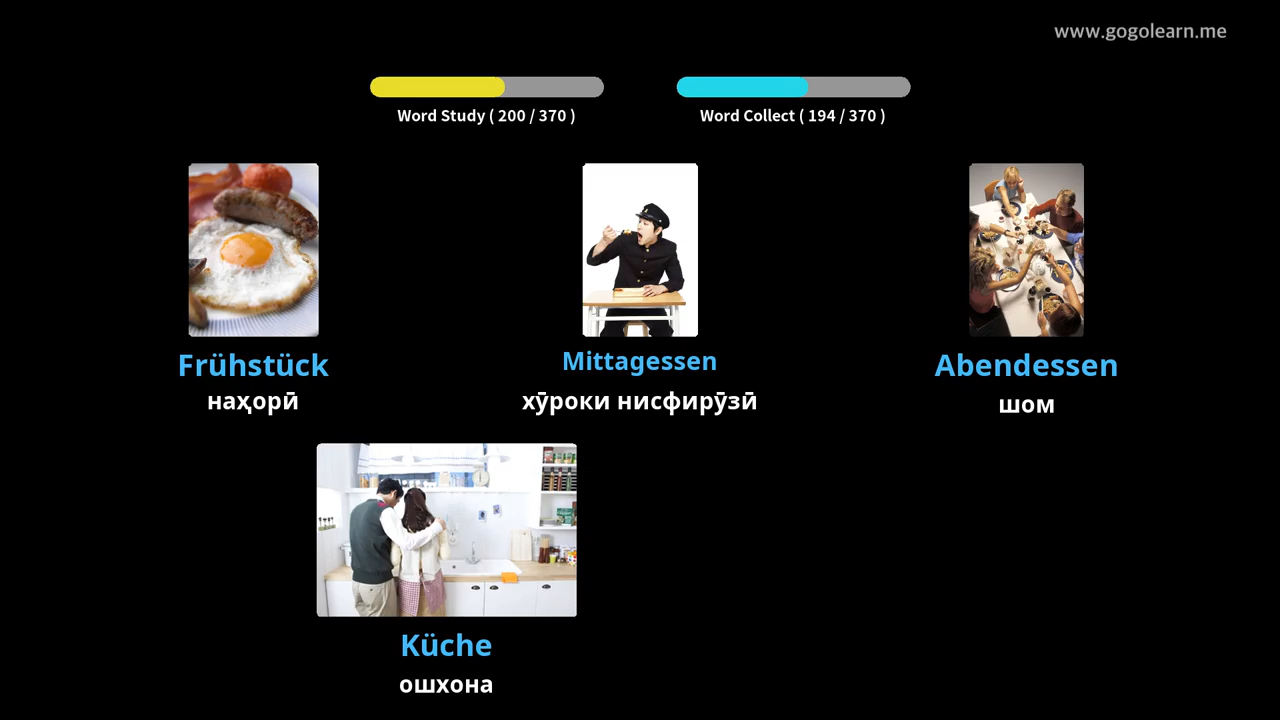 www.gogolearn.me
Word Study ( 200 / 370 )
Word Collect ( 194 / 370 )
Frühstück
наҳорӣ
Mittagessen
хӯроки нисфирӯзӣ
Abendessen
шом
Küche
ошхона